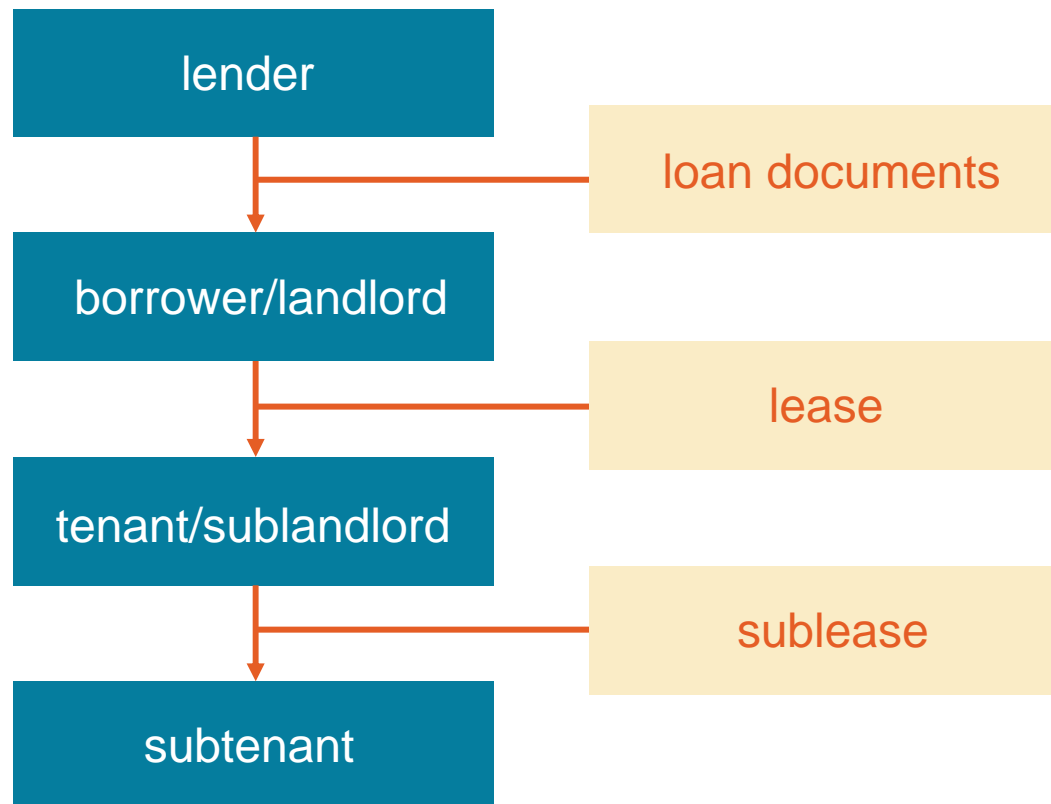 lender
loan documents
borrower/landlord
lease
tenant/sublandlord
sublease
subtenant